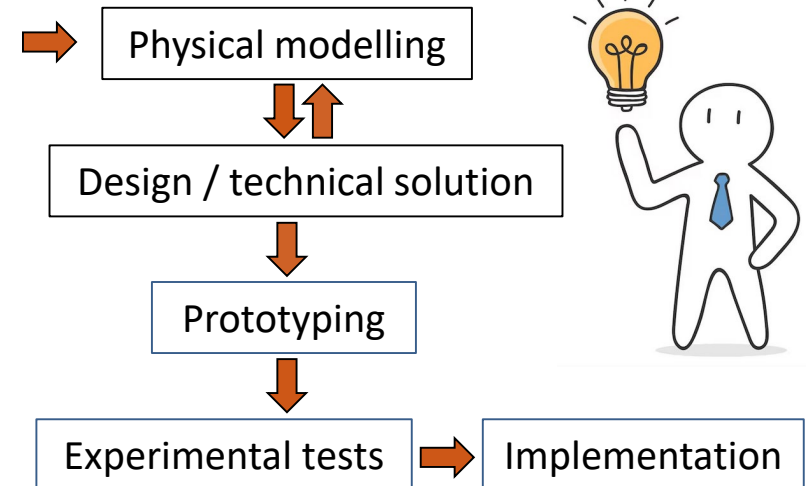 Physical modelling
Design / technical solution
Prototyping
Experimental tests
Implementation